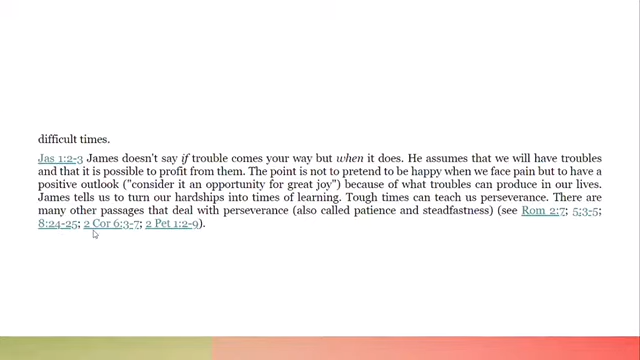 difficult times.
Jas 1:2-3 James doesn't say if trouble comes your way but when it does. He assumes that we will have troubles
and that it is possible to profit from them. The point is not to pretend to be happy when we face pain but to have a
positive outlook ("consider it an opportunity for great joy") because of what troubles can produce in our lives.
James tells us to turn our hardships into times of learning. Tough times can teach us perseverance. There are
many other passages that deal with perseverance (also called patience and steadfastness) (see Rom 2:7; 5:3-5;
8:24-25; 2 Cor 6:3-7; 2 Pet 1:2-9).